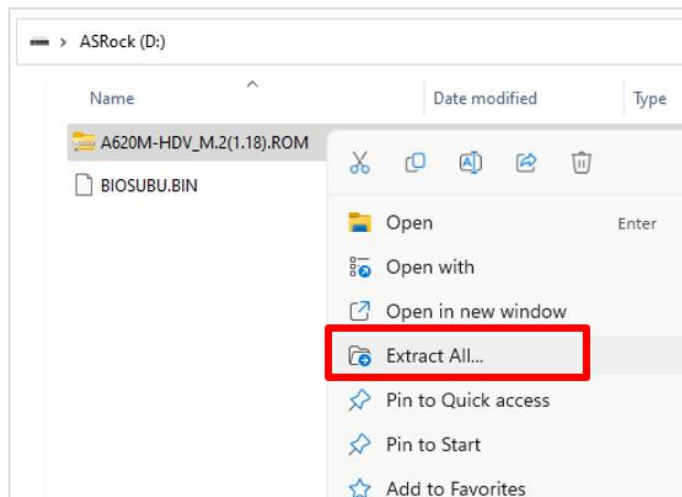 ASRock (D:)
Name Date modified Type
A620M-HDV_M.2(1.18).ROM
BIOSUBU.BIN
Open Enter
Open with
Open in new window
Extract All...
Pin to Quick access
Pin to Start
Add to Favorites